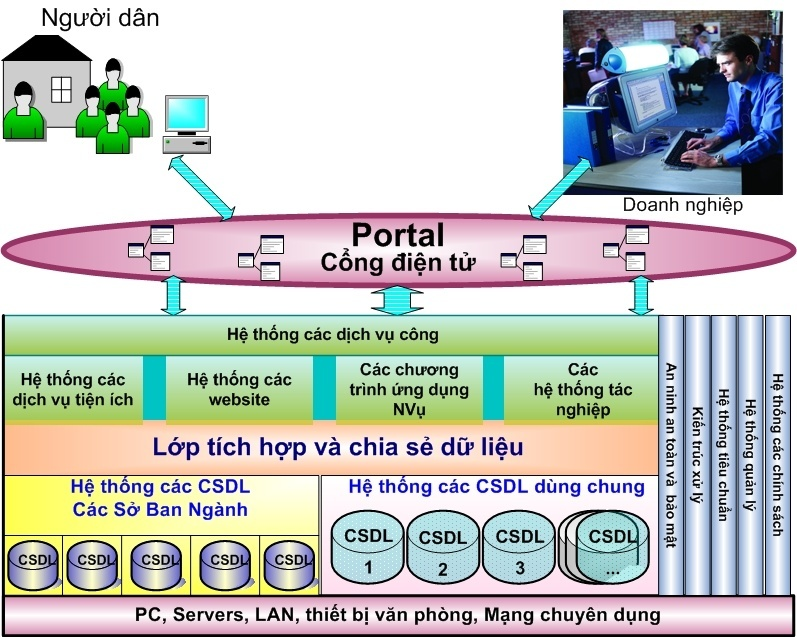 Người dân
Doanh nghiệp
Portal
Cổng điện tử
Hệ thống các dịch vụ công
Hệ thống các
dịch vụ tiện ích
Hệ thống các
website
Các chương
trình ứng dụng
NVụ
Các
hệ thống tác
nghiệp
Lớp tích hợp và chia sẻ dữ liệu
Hệ thống các CSDL
Các Sở Ban Ngành
CSDL
CSDL
CSDL
CSDL
CSDL
Hệ thống các CSDL dùng chung
CSDL
1
CSDL
2
CSDL
3
CSDL
...
An ninh an toàn và bảo mật
Kiến trúc xử lý
Hệ thống tiêu chuẩn
Hệ thống quản lý
Hệ thống các chính sách
PC, Servers, LAN, thiết bị văn phòng, Mạng chuyên dụng